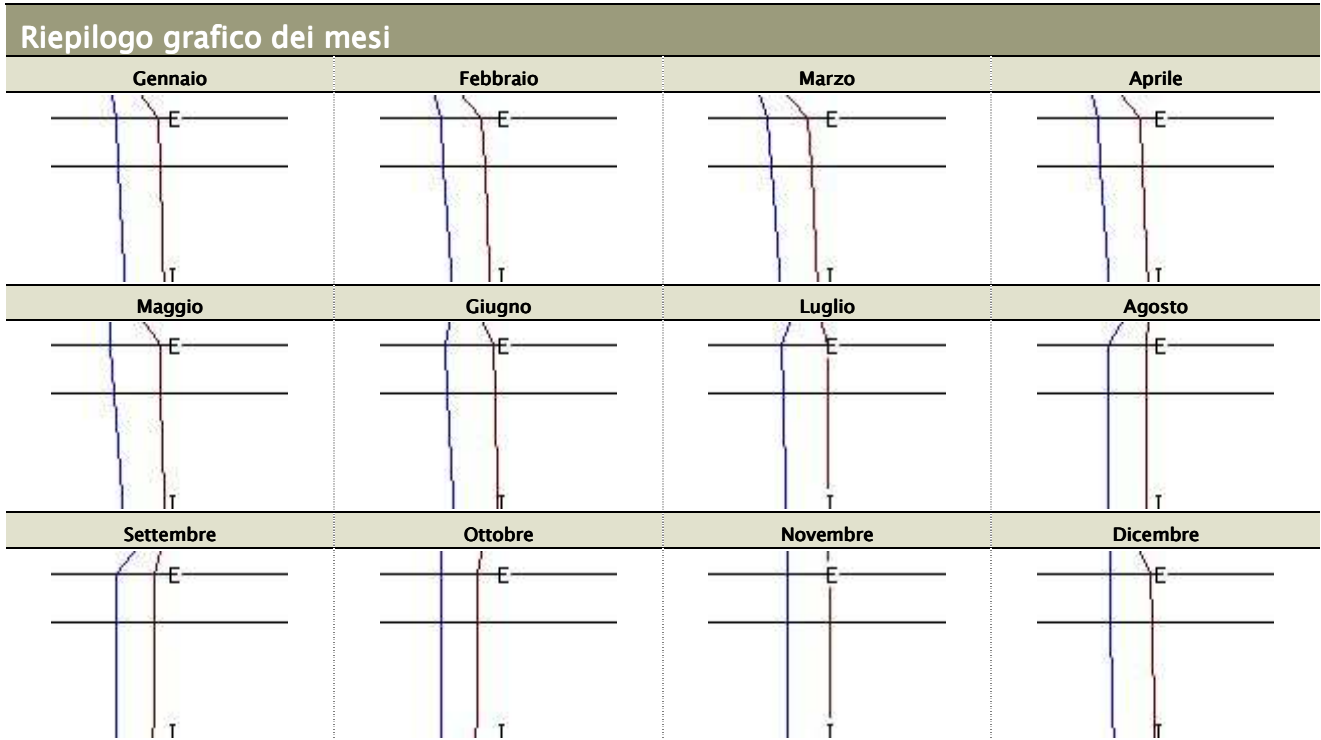 Riepilogo grafico dei mesi
Gennaio Febbraio Marzo Aprile
E E E E
T T T T
Maggio Giugno Luglio Agosto
E E E E
T T T T
Settembre Ottobre Novembre Dicembre
E E E E
T T T T